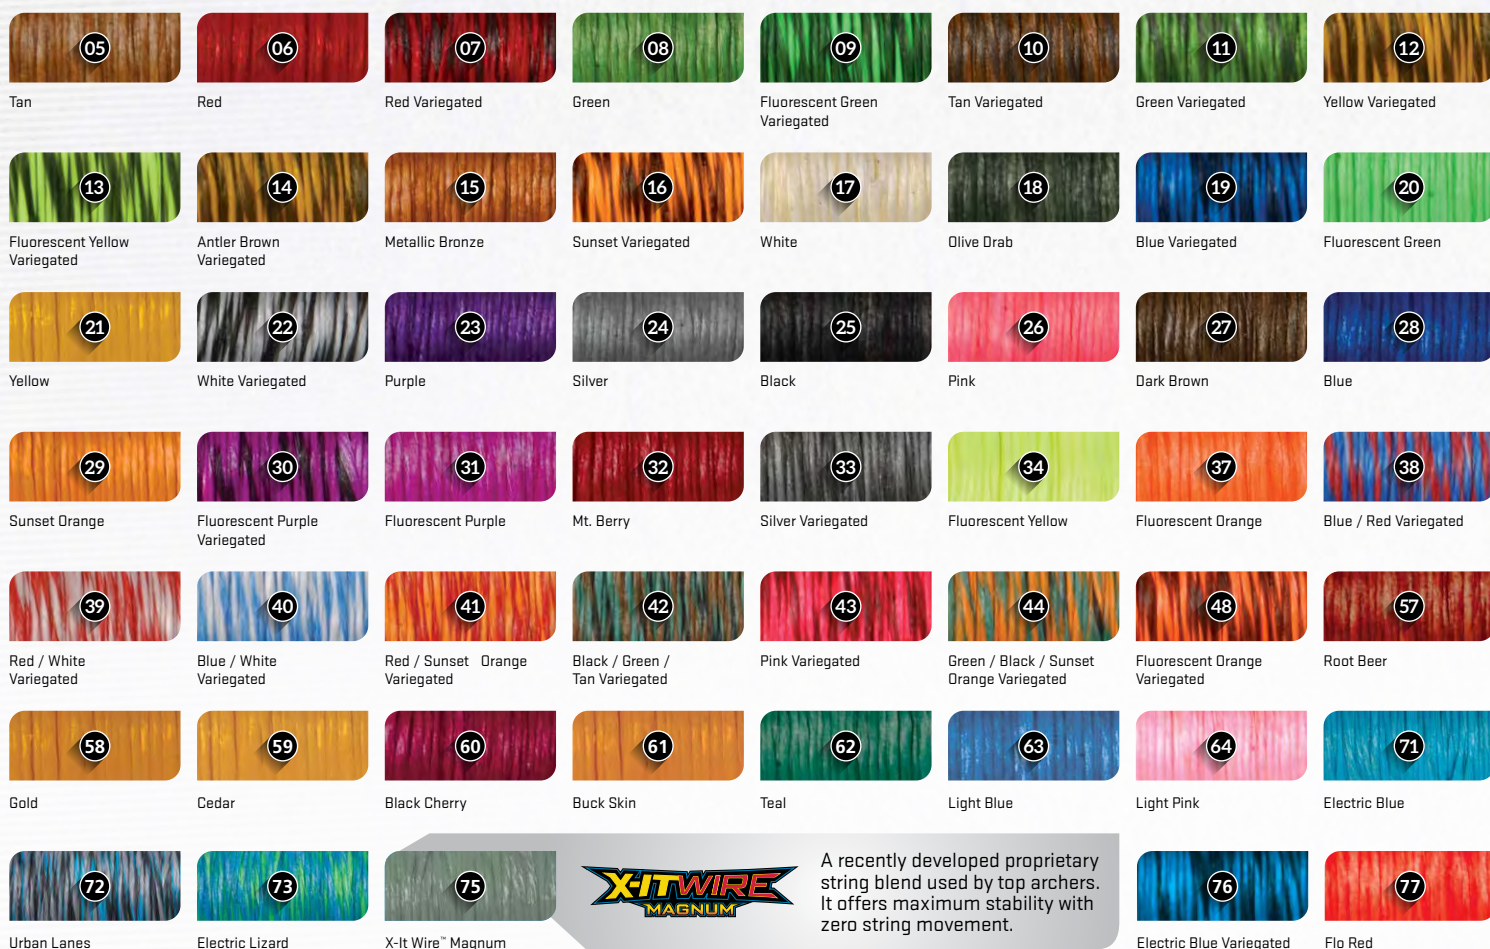 05
Tan
06
Red
07
Red Variegated
08
Green
09
Fluorescent Green
Variegated
10
Tan Variegated
11
Green Variegated
12
Yellow Variegated
13
Fluorescent Yellow
Variegated
14
Antler Brown
Variegated
15
Metallic Bronze
16
Sunset Variegated
17
White
18
Olive Drab
19
Blue Variegated
20
Fluorescent Green
21
Yellow
22
White Variegated
23
Purple
24
Silver
25
Black
26
Pink
27
Dark Brown
28
Blue
29
Sunset Orange
30
Fluorescent Purple
Variegated
31
Fluorescent Purple
32
Mt. Berry
33
Silver Variegated
34
Fluorescent Yellow
37
Fluorescent Orange
38
Blue / Red Variegated
39
Red / White
Variegated
40
Blue / White
Variegated
41
Red / Sunset Orange
Variegated
42
Black / Green /
Tan Variegated
43
Pink Variegated
44
Green / Black / Sunset
Orange Variegated
48
Fluorescent Orange
Variegated
57
Root Beer
58
Gold
59
Cedar
60
Black Cherry
61
Buck Skin
62
Teal
63
Light Blue
64
Light Pink
71
Electric Blue
72
Urban Lanes
73
Electric Lizard
75
X-It Wire™ Magnum
X-ITWIRE
MAGNUM
A recently developed proprietary
string blend used by top archers.
It offers maximum stability with
zero string movement.
76
Electric Blue Variegated
77
Flo Red